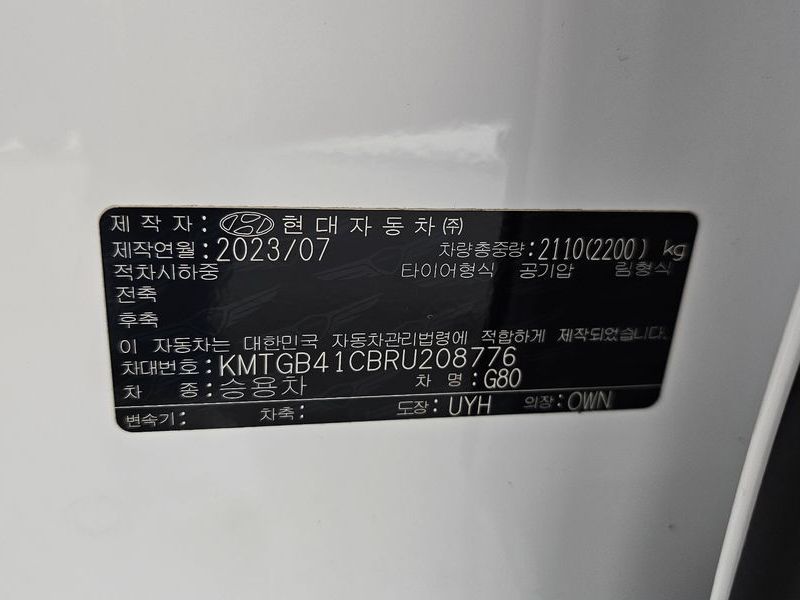 제 작 자 : 현대자동차㈜
제작연월 : 2023/07 차량총중량 : 2110(2200) kg
적차시하중 타이어형식 공기압 림형식
전축
후축
이 자동차는 대한민국 자동차관리법령에 적합하게 제작되었습니다.
차대번호 : KMTGB41CBRU208776
차 종 : 승용차 차 명 : G80
변속기 : 차축 : 도장 : UYH 외장 : OWN